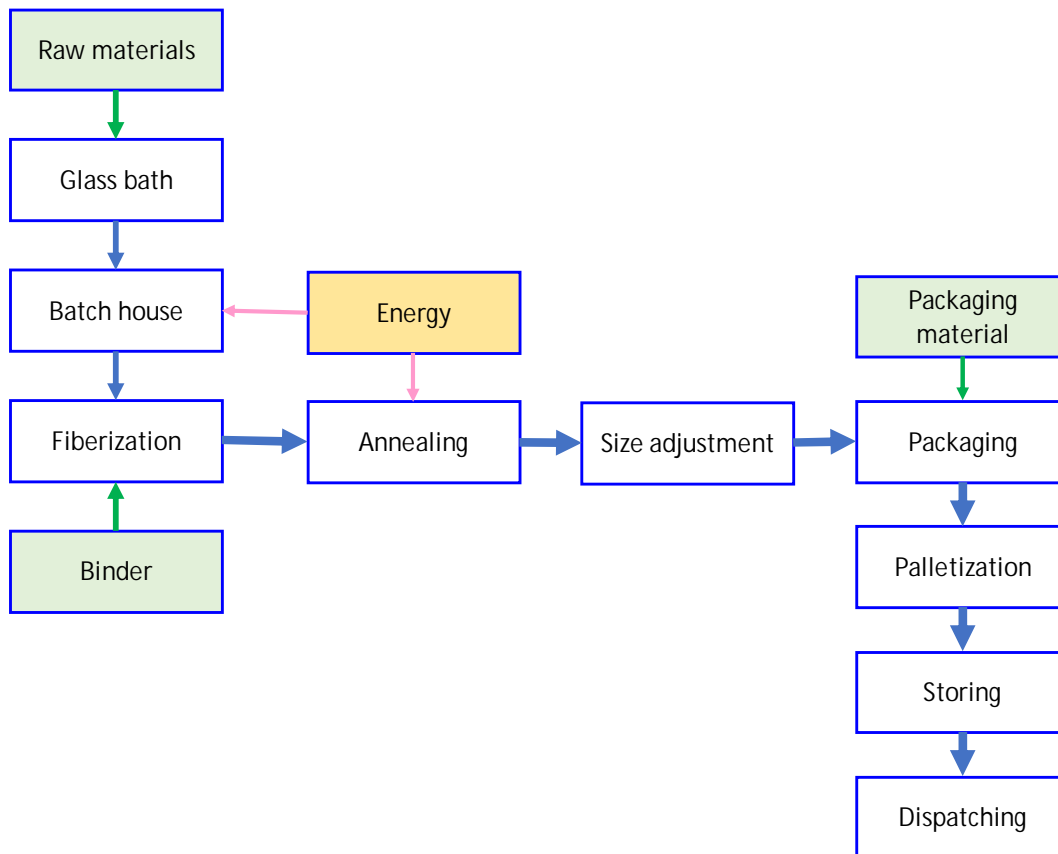 Raw materials
Glass bath
Batch house
Energy
Packaging
material
Fiberization
Annealing
Size adjustment
Packaging
Binder
Palletization
Storing
Dispatching